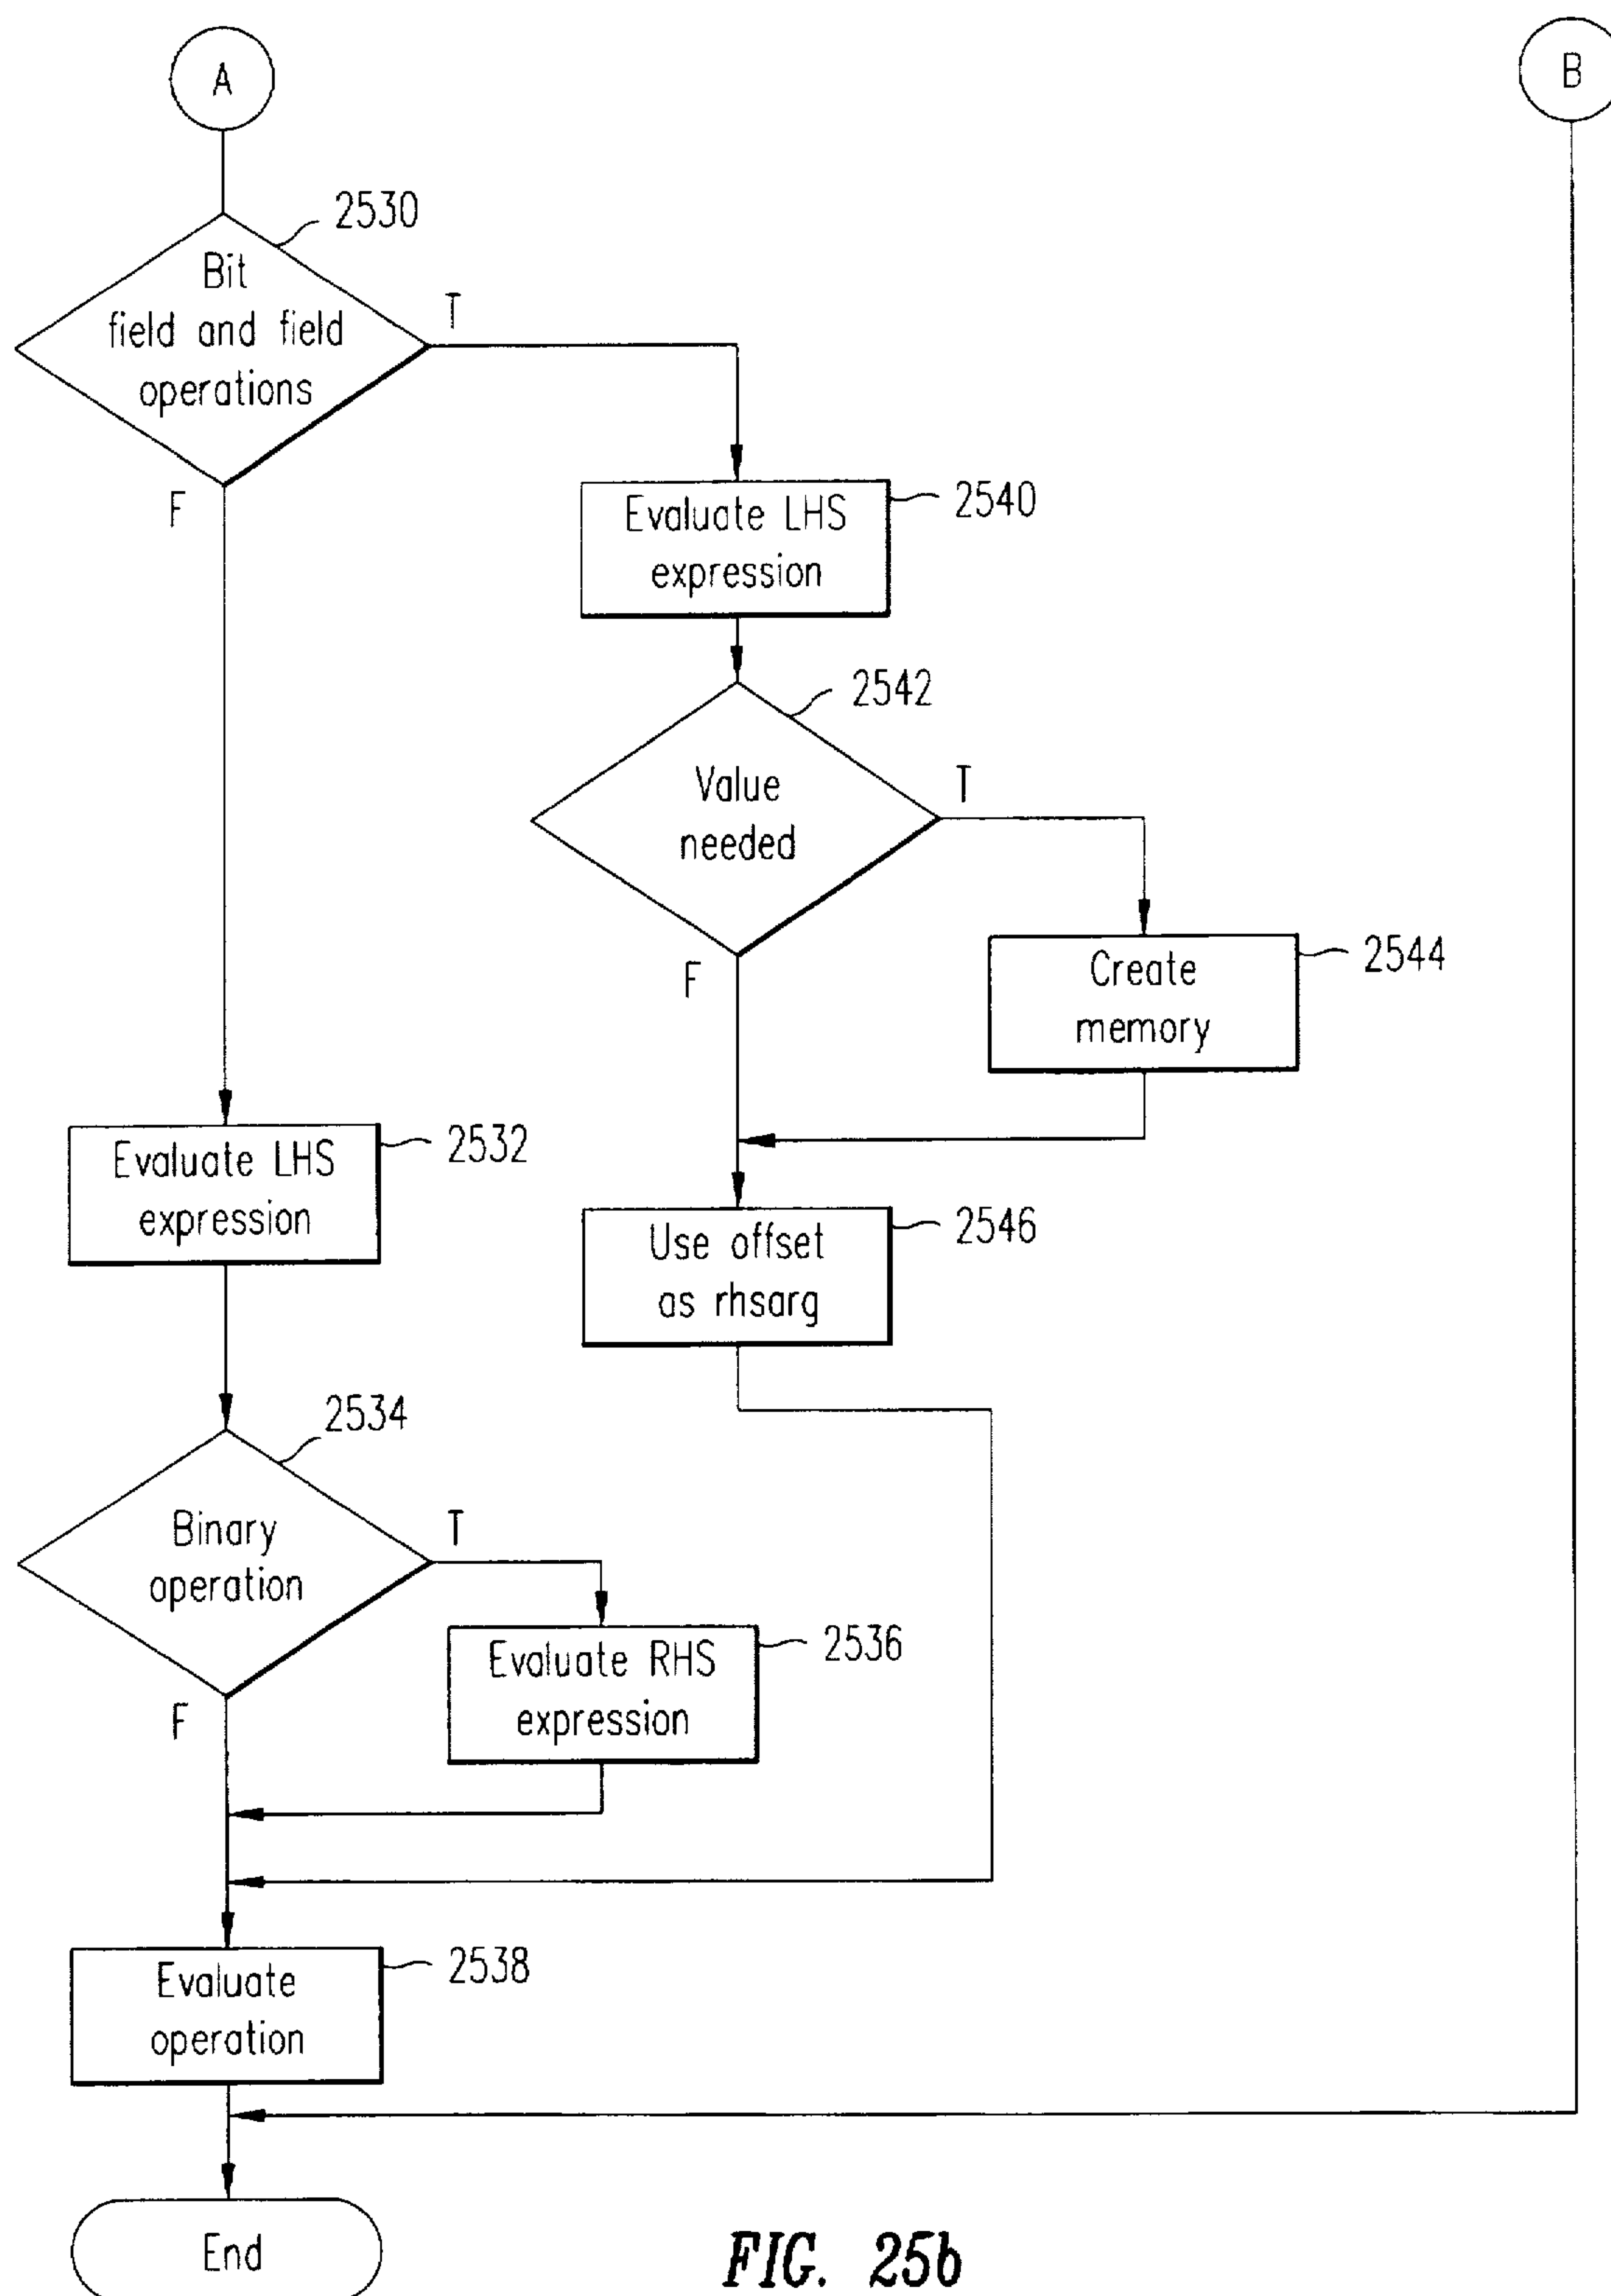 A
B
2530
Bit
field and field
operations
T
F
Evaluate LHS
expression
2540
2542
Value
needed
T
F
Create
memory
2544
Evaluate LHS
expression
2532
Use offset
as rhsarg
2546
2534
Binary
operation
T
F
Evaluate RHS
expression
2536
Evaluate
operation
2538
End
FIG. 25b